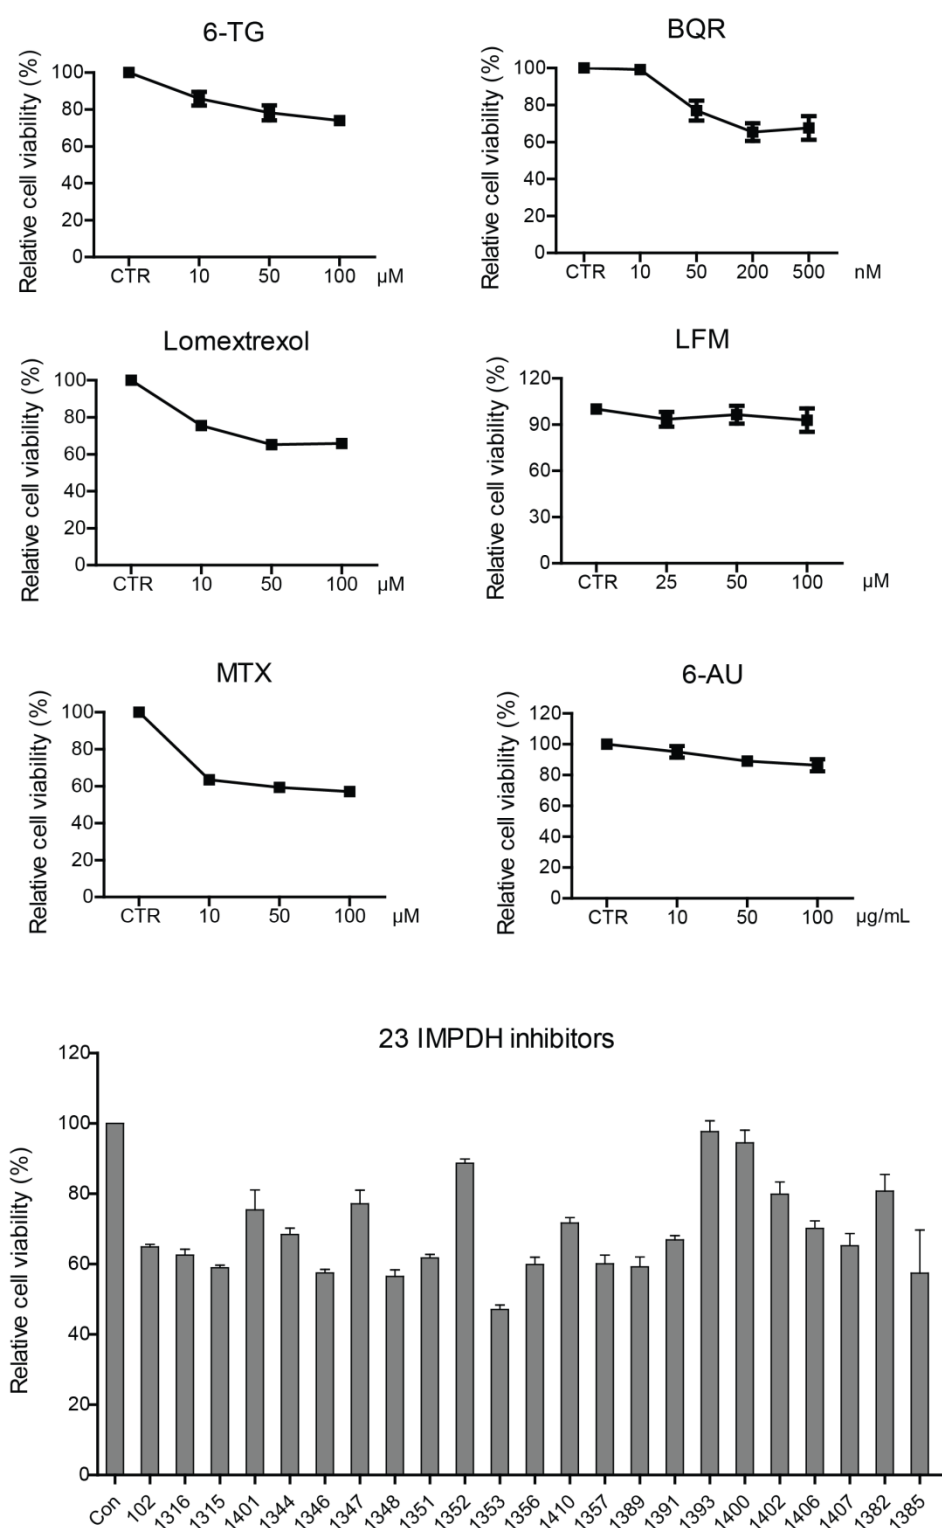 6-TG
Relative cell viability (%)
100
80
60
40
20
0
CTR 10 50 100 µM
BQR
Relative cell viability (%)
100
80
60
40
20
0
CTR 10 50 200 500 nM
Lomextrexol
Relative cell viability (%)
100
80
60
40
20
0
CTR 10 50 100 µM
LFM
Relative cell viability (%)
120
90
60
30
0
CTR 25 50 100 µM
MTX
Relative cell viability (%)
100
80
60
40
20
0
CTR 10 50 100 µM
6-AU
Relative cell viability (%)
120
100
80
60
40
20
0
CTR 10 50 100 µg/mL
23 IMPDH inhibitors
Relative cell viability (%)
120
100
80
60
40
20
0
Con 102 1316 1315 1401 1344 1346 1347 1348 1351 1352 1353 1356 1410 1357 1389 1391 1393 1400 1402 1406 1407 1382 1385